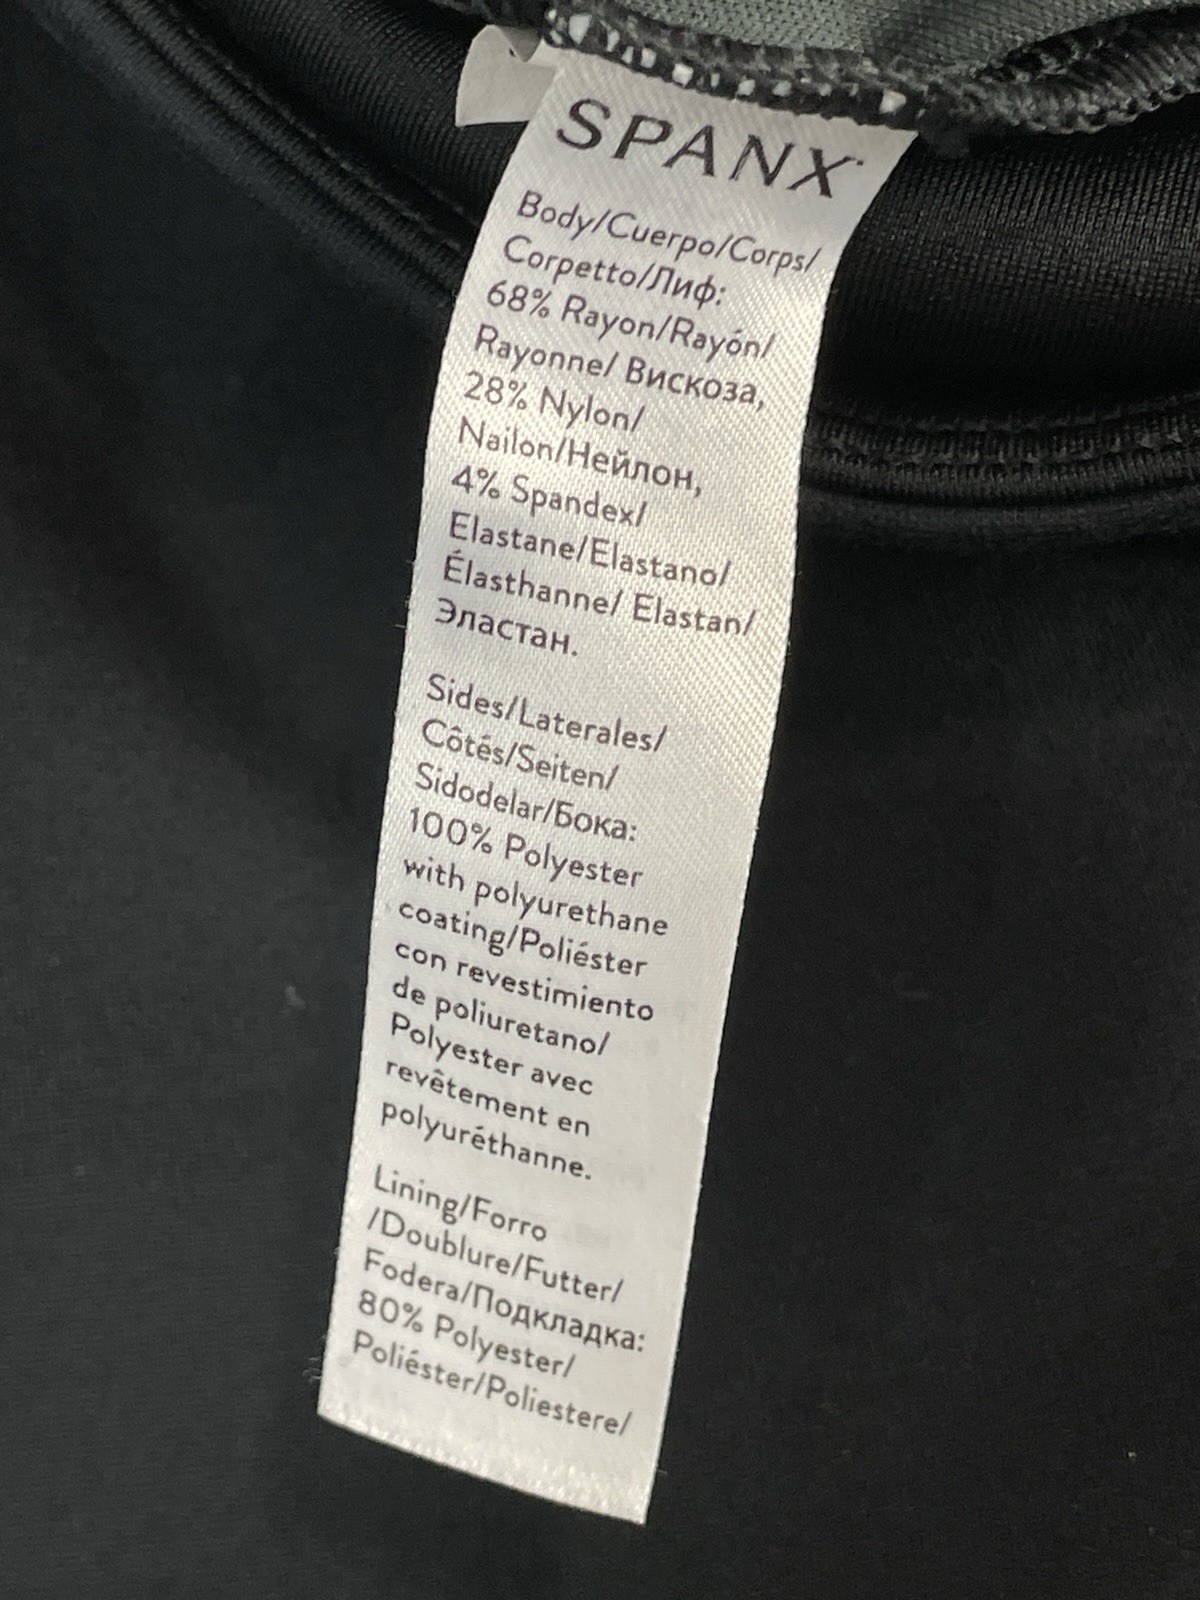 SPANX
Body/Cuerpo/Corps/
Corpetto/Лиф:
68% Rayon/Rayón/
Rayonne/ Вискоза,
28% Nylon/
Nailon/Нейлон,
4% Spandex/
Elastane/Elastano/
Élasthanne/ Elastan/
Эластан.
Sides/Laterales/
Côtés/Seiten/
Sidodelar/Бока:
100% Polyester
with polyurethane
coating/Poliéster
con revestimiento
de poliuretano/
Polyester avec
revêtement en
polyuréthanne.
Lining/Forro
/Doublure/Futter/
Fodera/Подкладка:
80% Polyester/
Poliéster/Poliestere/